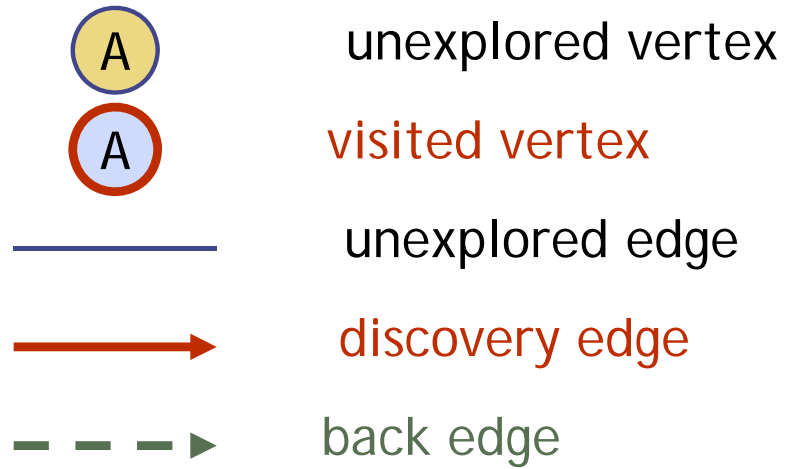 A unexplored vertex
A visited vertex
unexplored edge
discovery edge
back edge